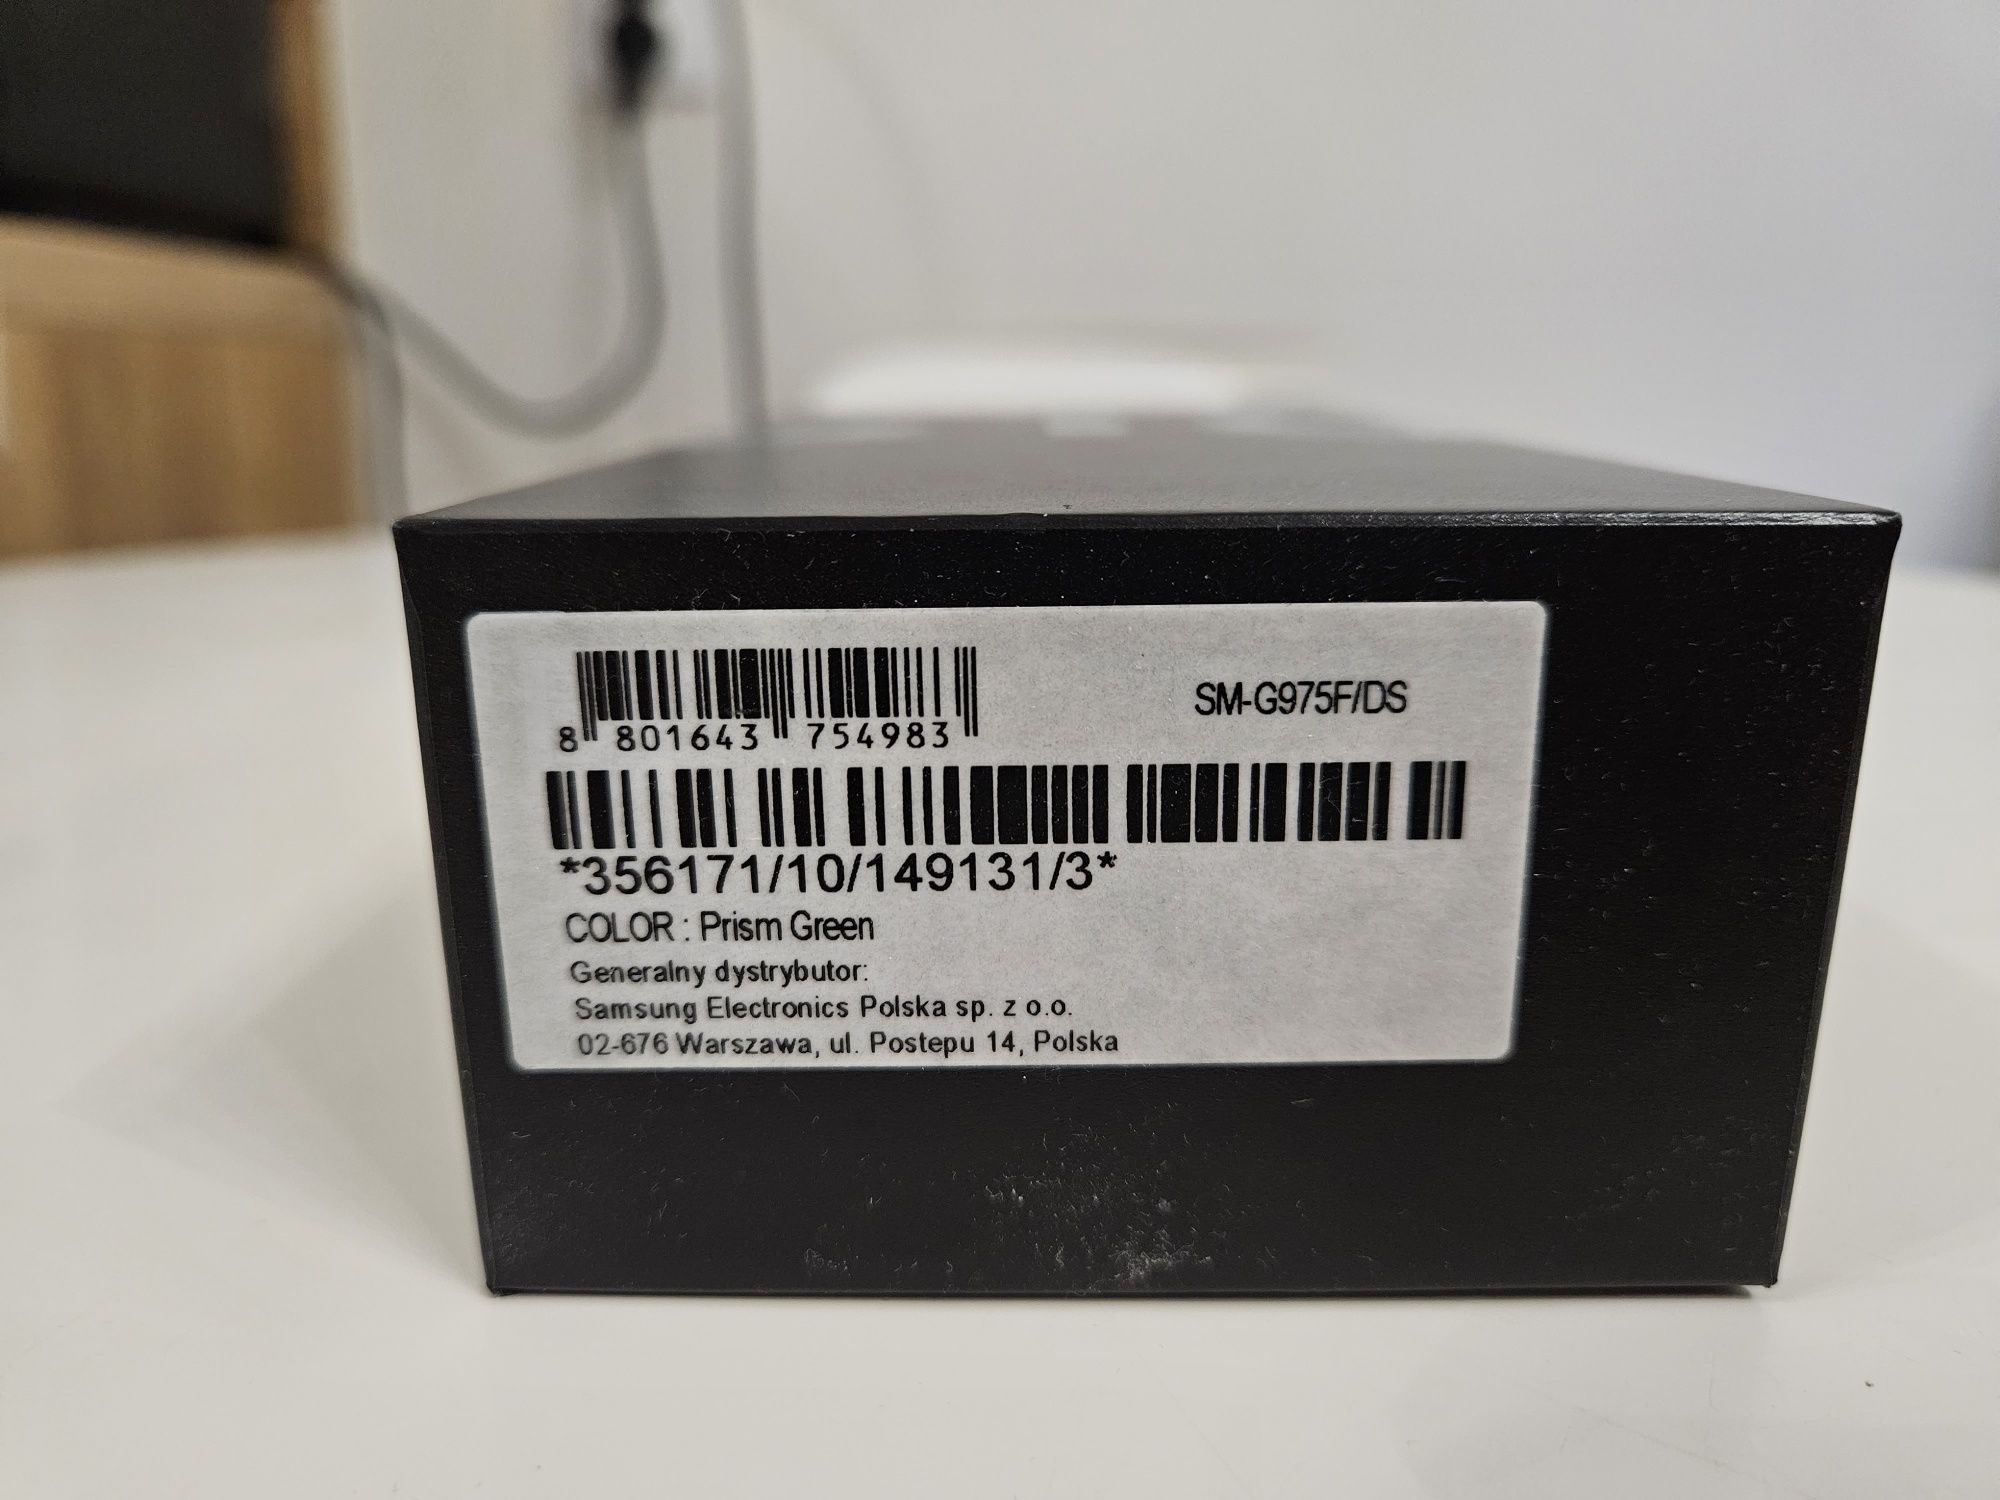 SM-G975F/DS
8 801643 754983
*356171/10/149131/3*
COLOR : Prism Green
Generalny dystrybutor:
Samsung Electronics Polska sp. z o.o.
02-676 Warszawa, ul. Postepu 14, Polska